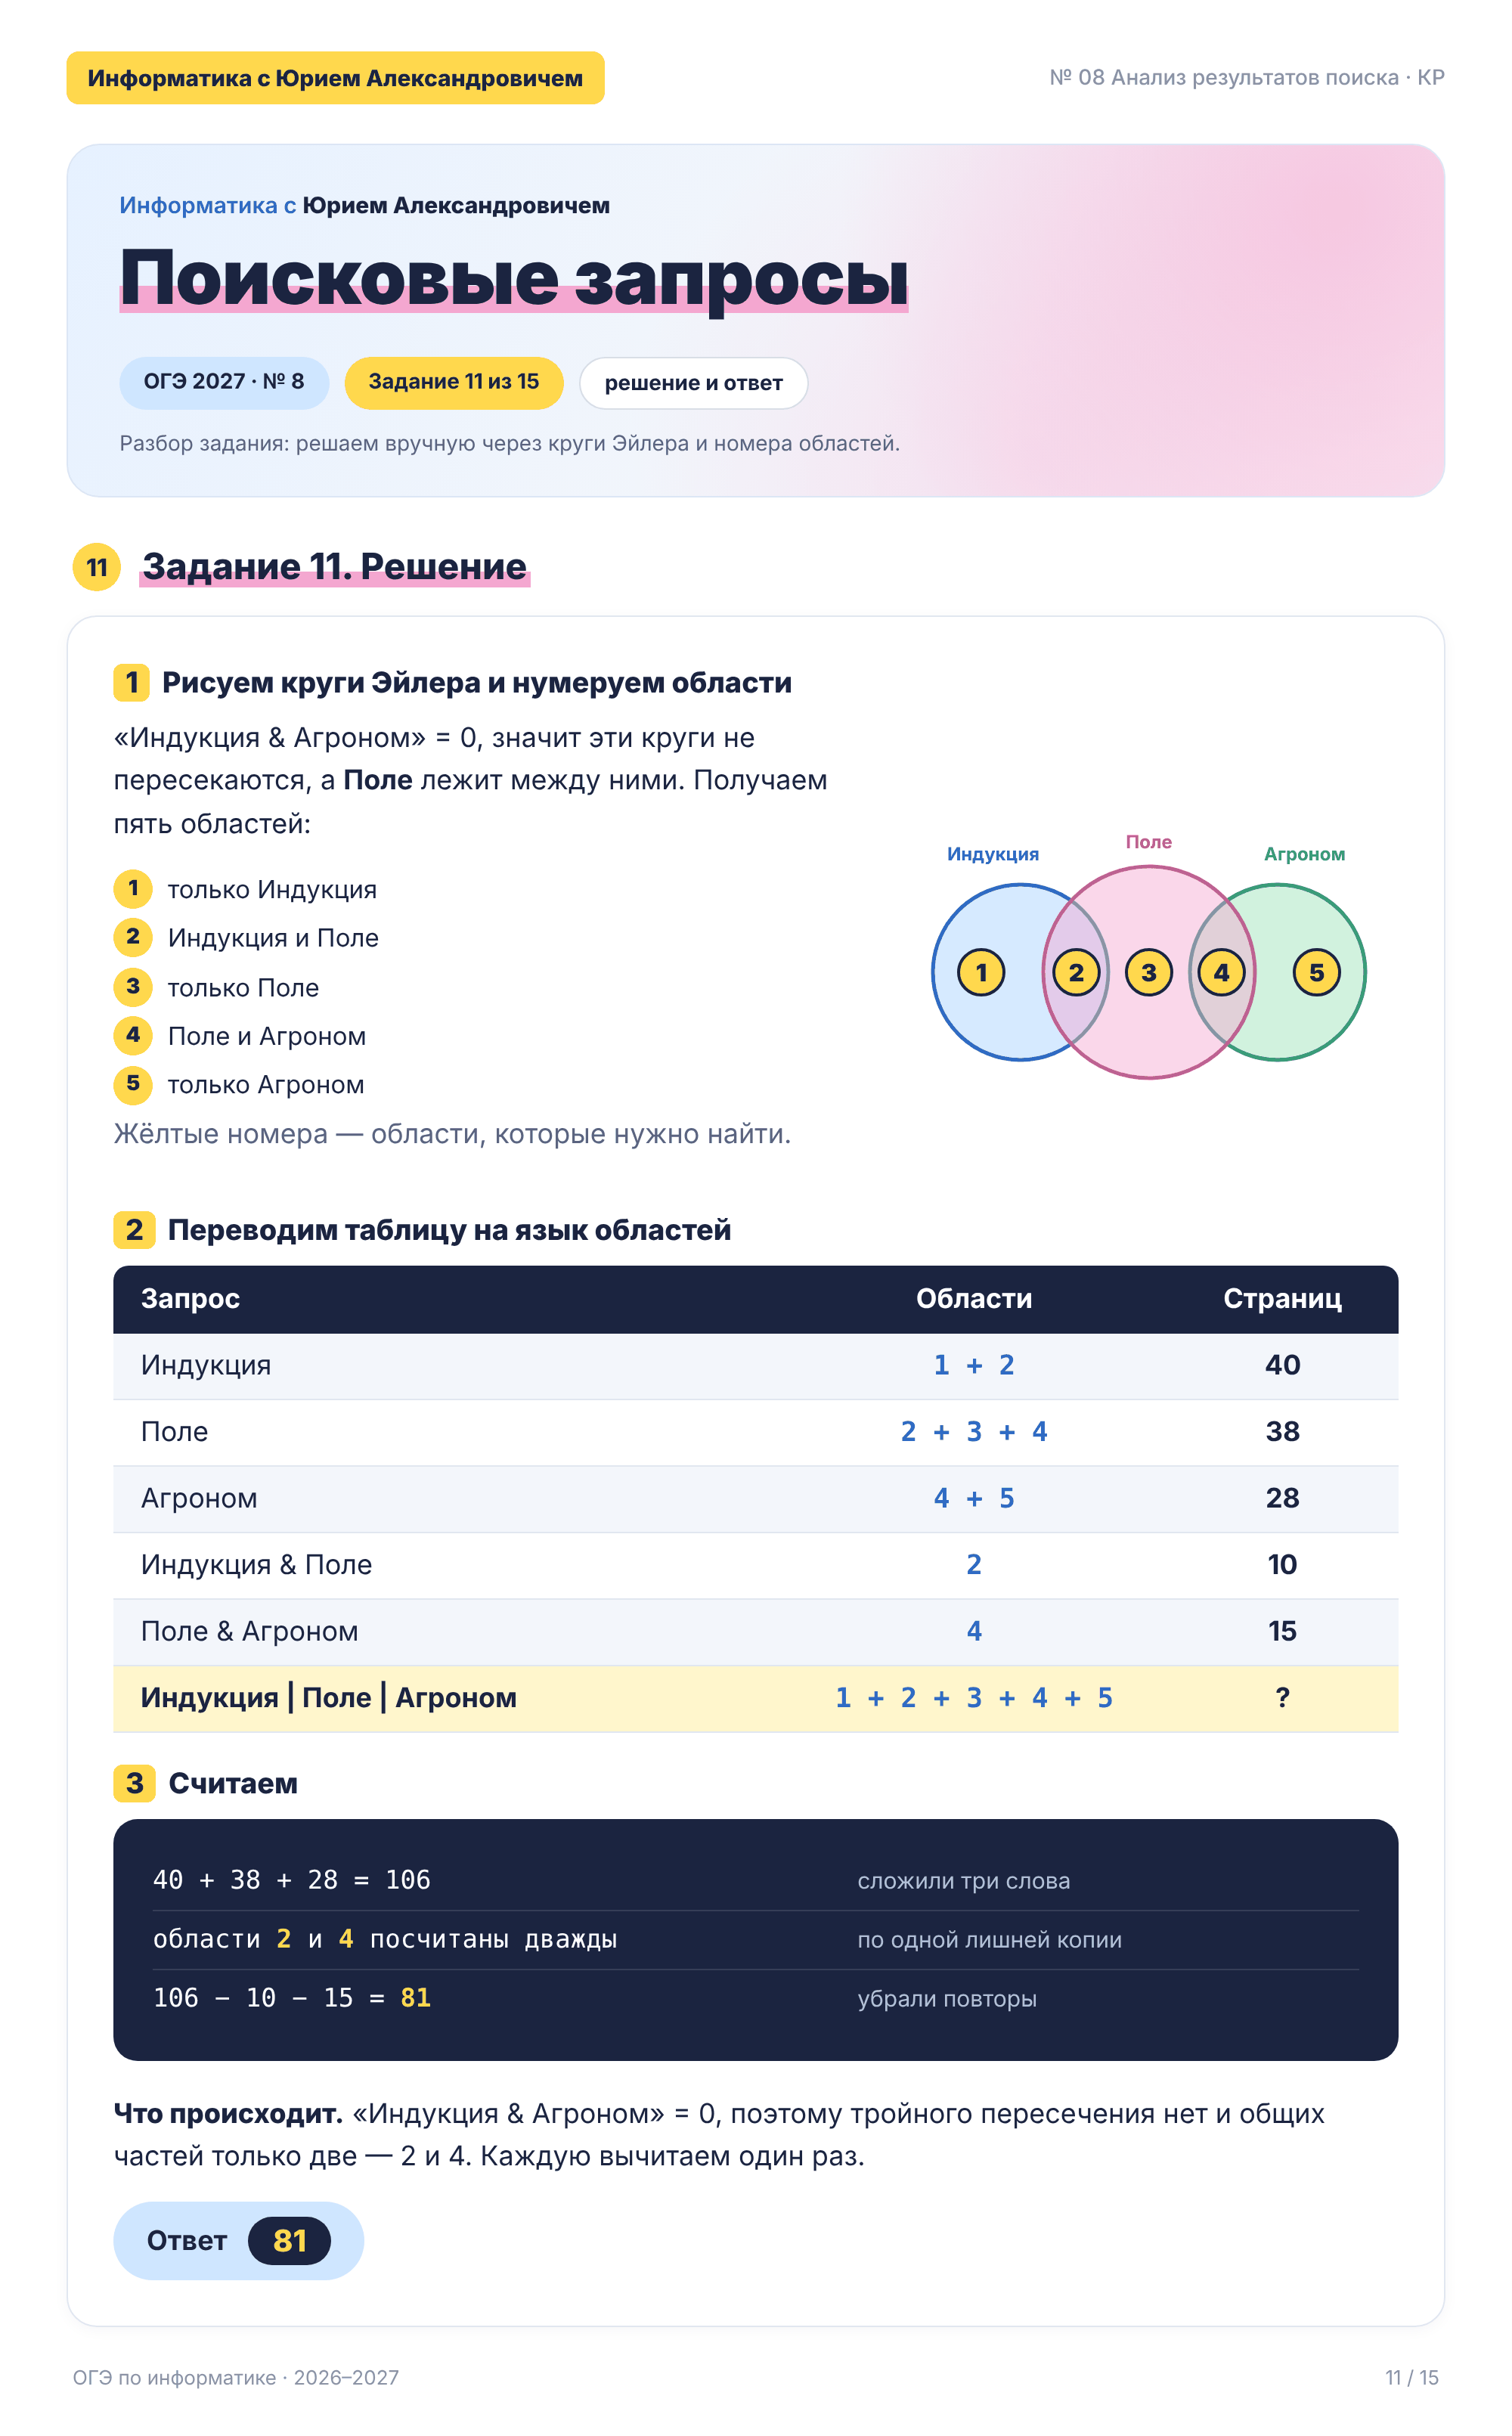 Информатика с Юрием Александровичем
№ 08 Анализ результатов поиска · КР
Информатика с Юрием Александровичем
Поисковые запросы
ОГЭ 2027 · № 8
Задание 11 из 15
решение и ответ
Разбор задания: решаем вручную через круги Эйлера и номера областей.
11 Задание 11. Решение
1 Рисуем круги Эйлера и нумеруем области
«Индукция & Агроном» = 0, значит эти круги не
пересекаются, а Поле лежит между ними. Получаем
пять областей:
1 только Индукция
2 Индукция и Поле
3 только Поле
4 Поле и Агроном
5 только Агроном
Жёлтые номера — области, которые нужно найти.
Индукция Поле Агроном
1 2 3 4 5
2 Переводим таблицу на язык областей
Запрос Области Страниц
Индукция 1 + 2 40
Поле 2 + 3 + 4 38
Агроном 4 + 5 28
Индукция & Поле 2 10
Поле & Агроном 4 15
Индукция | Поле | Агроном 1 + 2 + 3 + 4 + 5 ?
3 Считаем
40 + 38 + 28 = 106 сложили три слова
области 2 и 4 посчитаны дважды по одной лишней копии
106 − 10 − 15 = 81 убрали повторы
Что происходит. «Индукция & Агроном» = 0, поэтому тройного пересечения нет и общих
частей только две — 2 и 4. Каждую вычитаем один раз.
Ответ 81
ОГЭ по информатике · 2026–2027
11 / 15